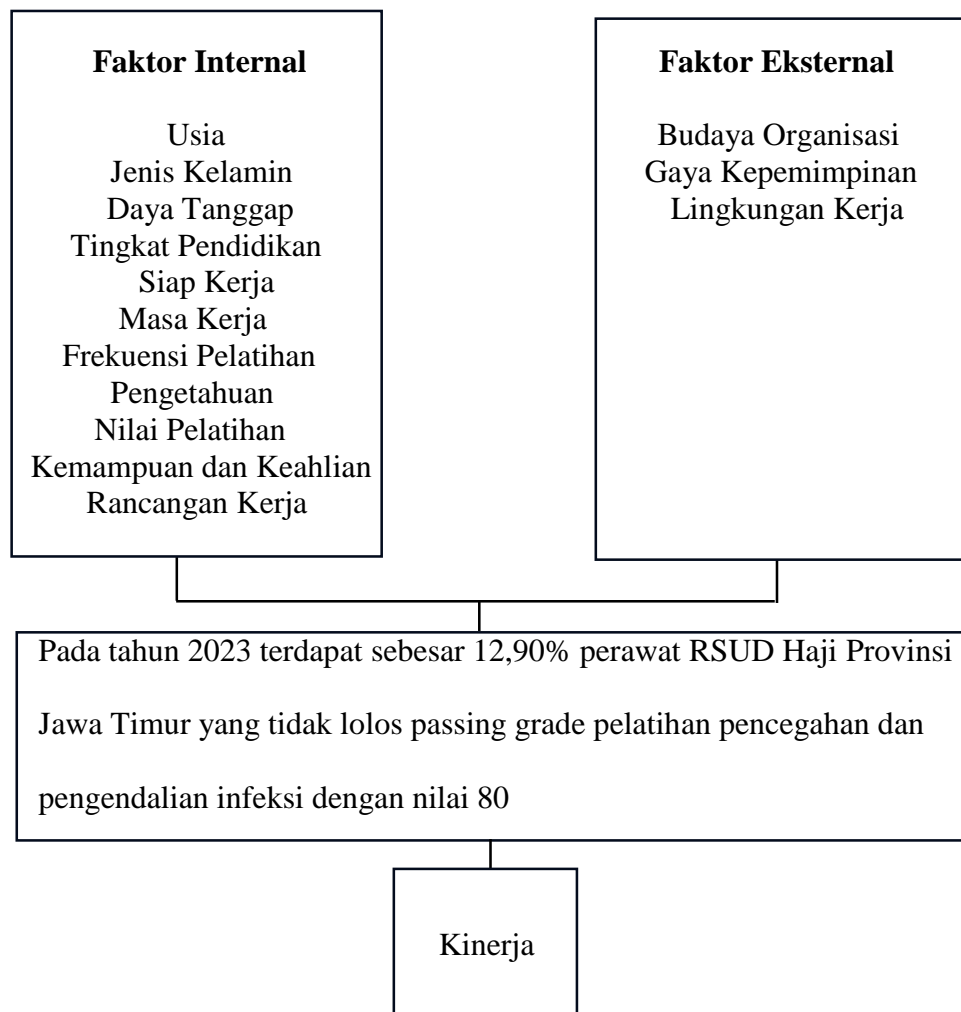 Faktor Internal
Usia
Jenis Kelamin
Daya Tanggap
Tingkat Pendidikan
Siap Kerja
Masa Kerja
Frekuensi Pelatihan
Pengetahuan
Nilai Pelatihan
Kemampuan dan Keahlian
Rancangan Kerja
Faktor Eksternal
Budaya Organisasi
Gaya Kepemimpinan
Lingkungan Kerja
Pada tahun 2023 terdapat sebesar 12,90% perawat RSUD Haji Provinsi
Jawa Timur yang tidak lolos passing grade pelatihan pencegahan dan
pengendalian infeksi dengan nilai 80
Kinerja